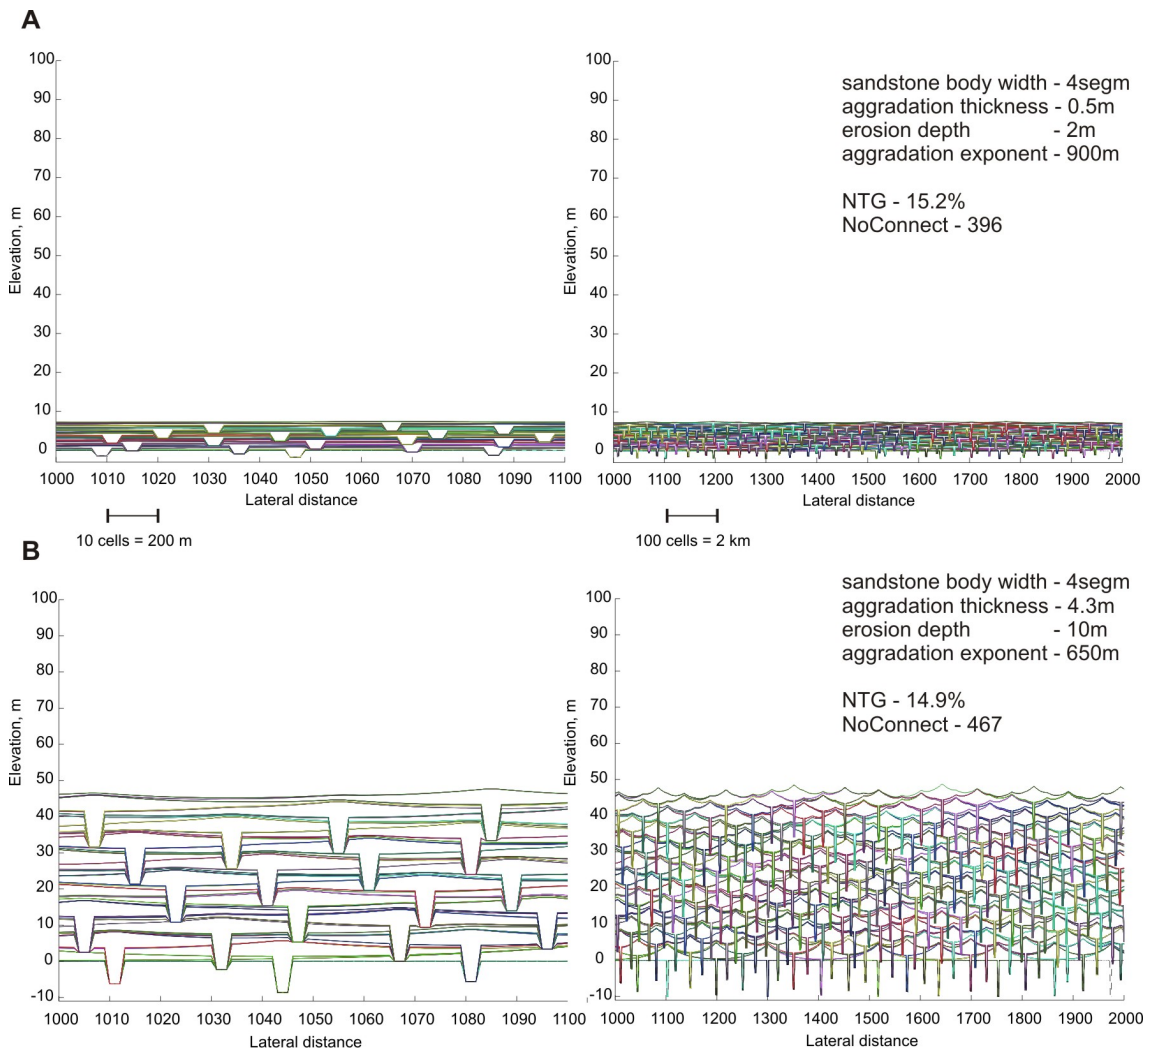 A
100
90
80
70
60
50
40
30
20
10
0
Elevation, m
1000 1010 1020 1030 1040 1050 1060 1070 1080 1090 1100
Lateral distance
10 cells = 200 m
100
90
80
70
60
50
40
30
20
10
0
Elevation, m
sandstone body width - 4segm
aggradation thickness - 0.5m
erosion depth - 2m
aggradation exponent - 900m
NTG - 15.2%
NoConnect - 396
1000 1100 1200 1300 1400 1500 1600 1700 1800 1900 2000
Lateral distance
100 cells = 2 km
B
100
90
80
70
60
50
40
30
20
10
0
-10
Elevation, m
1000 1010 1020 1030 1040 1050 1060 1070 1080 1090 1100
Lateral distance
100
90
80
70
60
50
40
30
20
10
0
-10
Elevation, m
sandstone body width - 4segm
aggradation thickness - 4.3m
erosion depth - 10m
aggradation exponent - 650m
NTG - 14.9%
NoConnect - 467
1000 1100 1200 1300 1400 1500 1600 1700 1800 1900 2000
Lateral distance